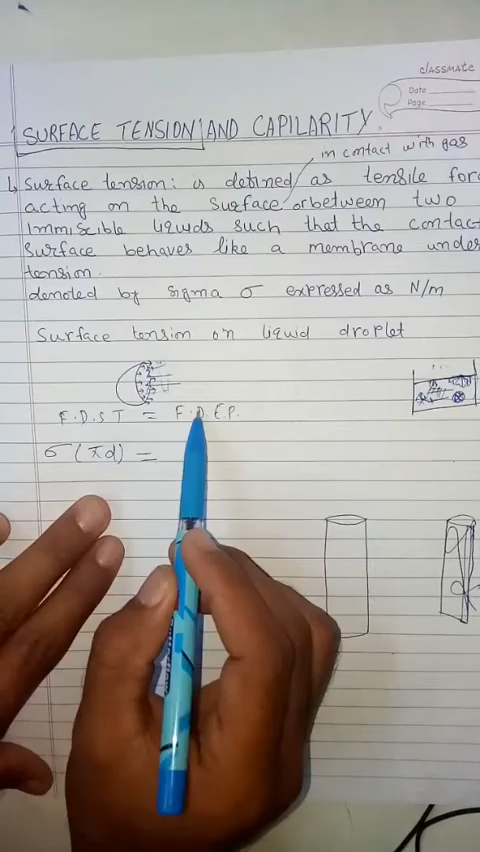 classmate
Date
Page
SURFACE TENSION AND CAPILARITY.
in contact with gas
Surface tension: is defined as tensile forc
acting on the surface or between two
immiscible liquids such that the contact
surface behaves like a membrane under
tension.
denoted by sigma σ expressed as N/m
Surface tension on liquid droplet
F.D.S T = F.D.E.P.
σ(πd) =